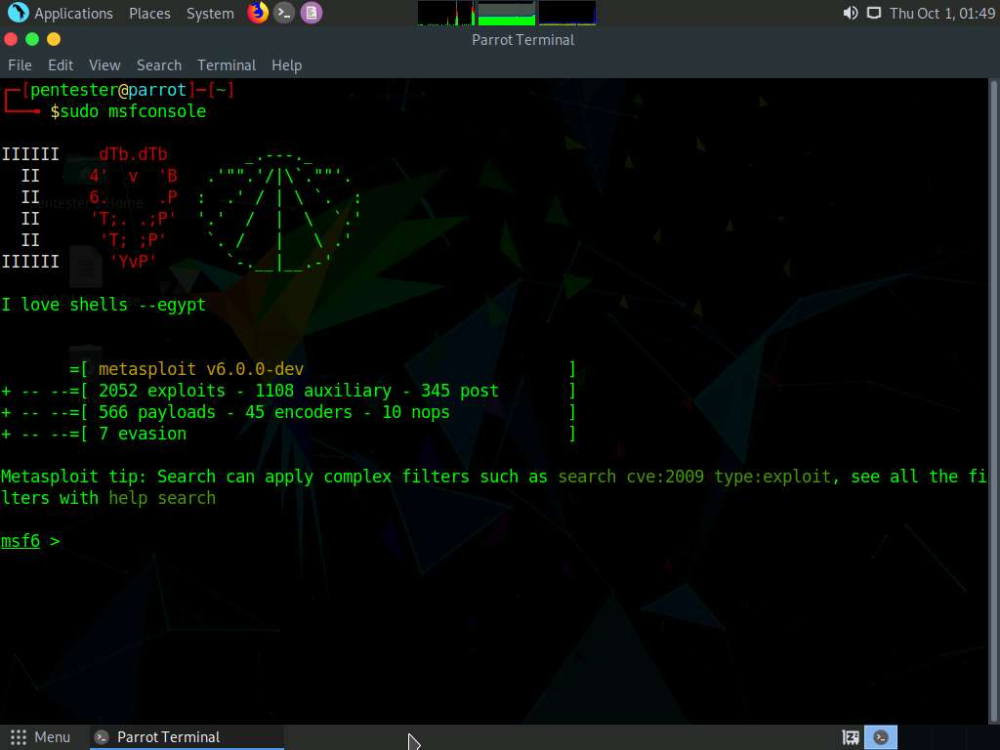 Applications Places System Thu Oct 1, 01:49
Parrot Terminal
File Edit View Search Terminal Help
┌─[pentester@parrot]─[~]
└──╼ $sudo msfconsole
IIIIII    dTb.dTb        _.---._
  II     4'  v  'B   .'"".'/|\`.""'.
  II     6.     .P  :  .' / | \ `.  :
  II     'T;. .;P'  '.'  /  |  \  `.'
  II      'T; ;P'    `. /   |   \ .'
IIIIII     'YvP'       `-.__|__.-'
I love shells --egypt
       =[ metasploit v6.0.0-dev                           ]
+ -- --=[ 2052 exploits - 1108 auxiliary - 345 post       ]
+ -- --=[ 566 payloads - 45 encoders - 10 nops            ]
+ -- --=[ 7 evasion                                       ]
Metasploit tip: Search can apply complex filters such as search cve:2009 type:exploit, see all the fi
lters with help search
msf6 >
Menu Parrot Terminal